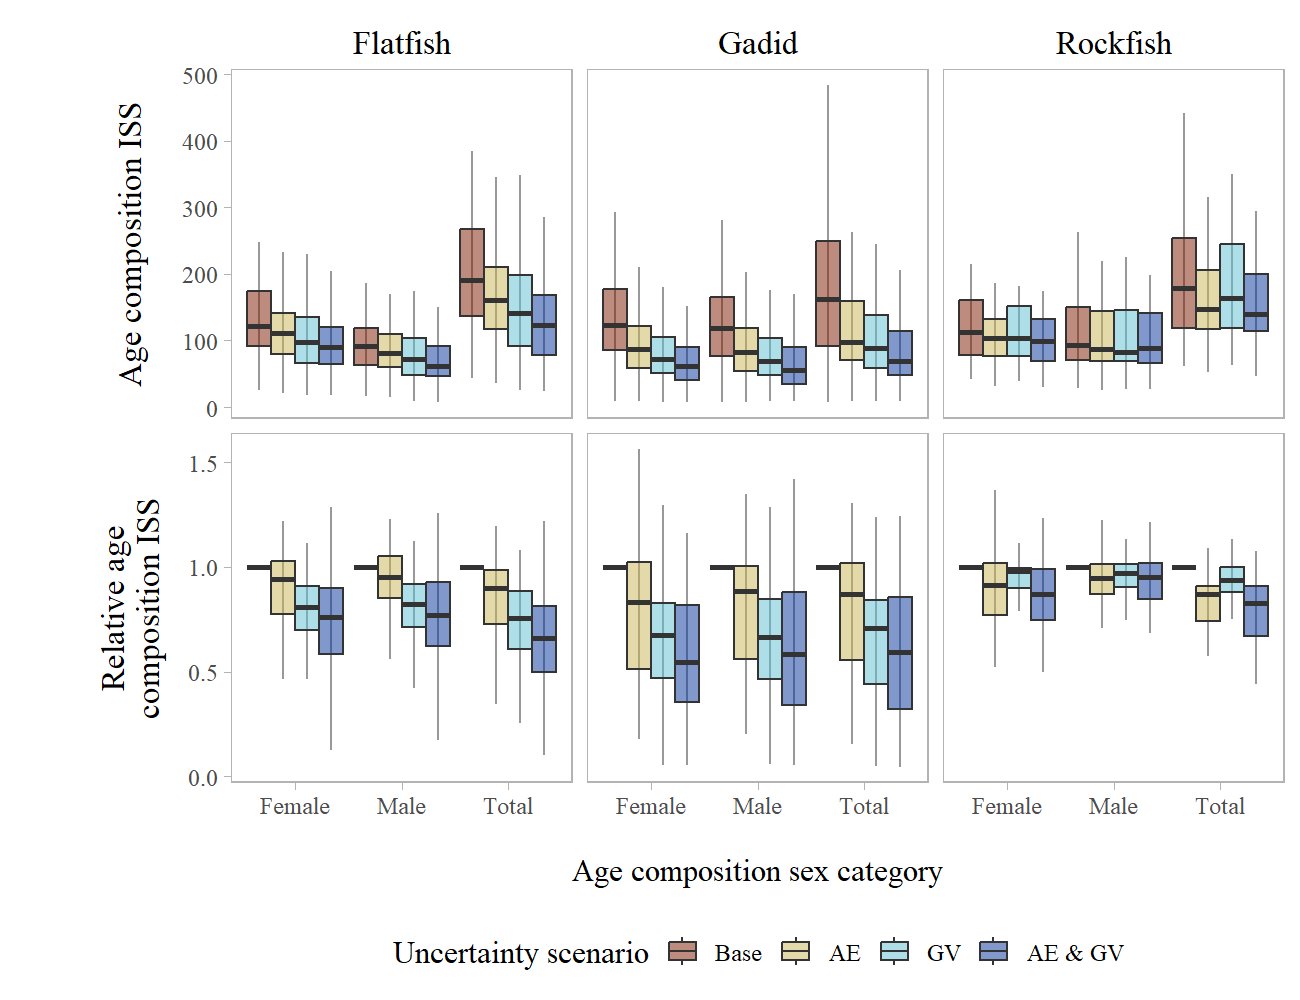 Flatfish Gadid Rockfish
Age composition ISS
500
400
300
200
100
0
Relative age
composition ISS
1.5
1.0
0.5
0.0
Female Male Total Female Male Total Female Male Total
Age composition sex category
Uncertainty scenario Base AE GV AE & GV